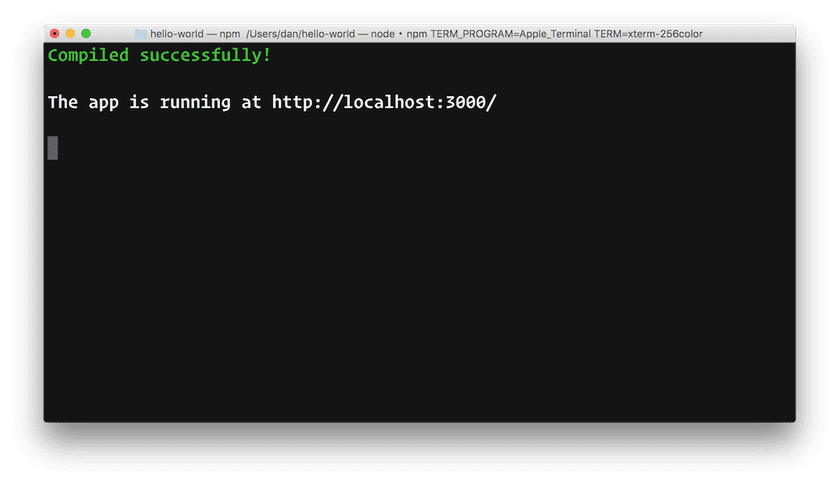 hello-world — npm  /Users/dan/hello-world — node • npm TERM_PROGRAM=Apple_Terminal TERM=xterm-256color
Compiled successfully!
The app is running at http://localhost:3000/